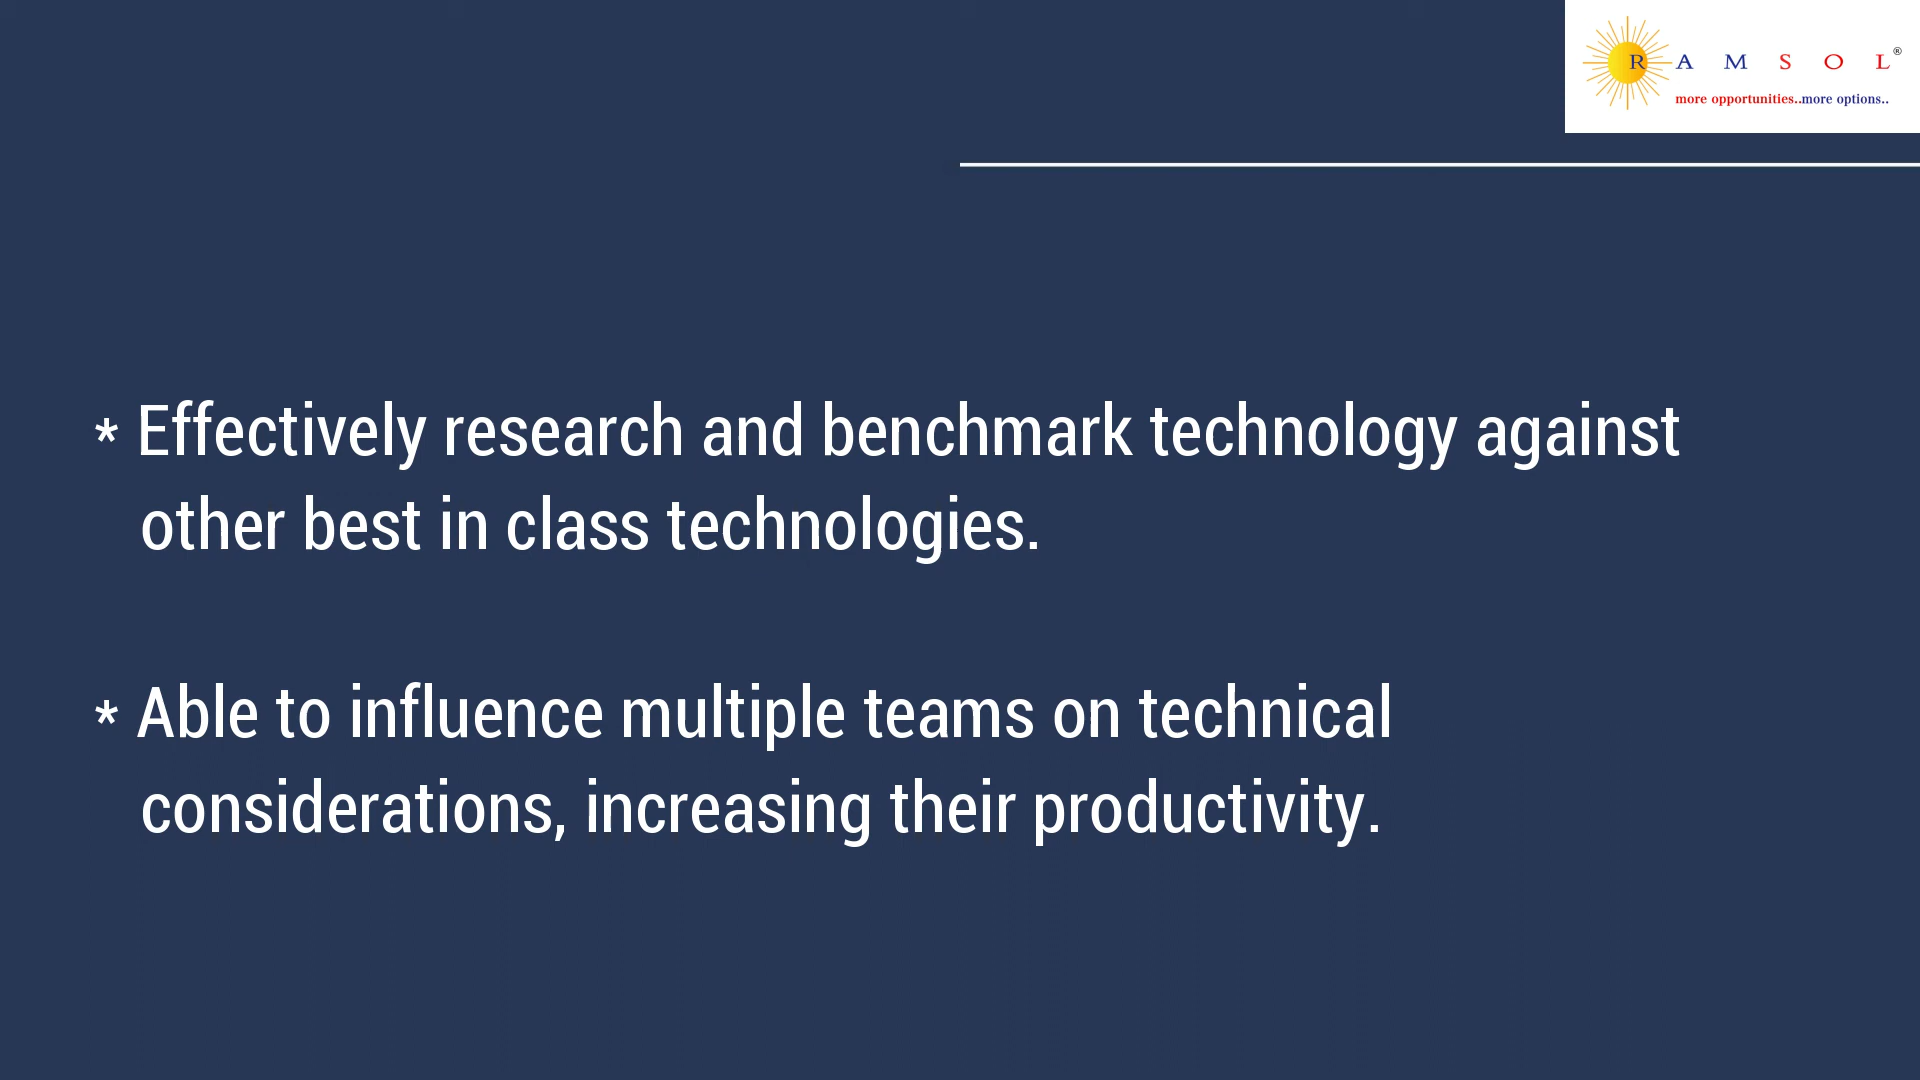 RAMSOL®
more opportunities..more options..
* Effectively research and benchmark technology against
other best in class technologies.
* Able to influence multiple teams on technical
considerations, increasing their productivity.